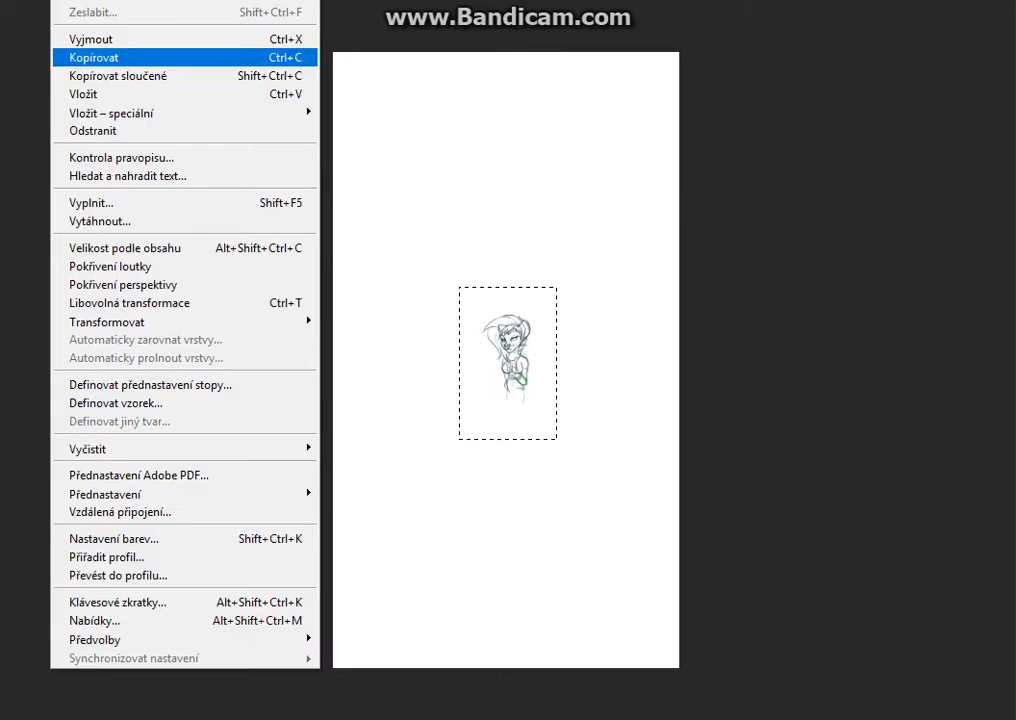 www.Bandicam.com
Zeslabit... Shift+Ctrl+F
Vyjmout Ctrl+X
Kopírovat Ctrl+C
Kopírovat sloučené Shift+Ctrl+C
Vložit Ctrl+V
Vložit – speciální
Odstranit
Kontrola pravopisu...
Hledat a nahradit text...
Vyplnit... Shift+F5
Vytáhnout...
Velikost podle obsahu Alt+Shift+Ctrl+C
Pokřivení loutky
Pokřivení perspektivy
Libovolná transformace Ctrl+T
Transformovat
Automaticky zarovnat vrstvy...
Automaticky prolnout vrstvy...
Definovat přednastavení stopy...
Definovat vzorek...
Definovat jiný tvar...
Vyčistit
Přednastavení Adobe PDF...
Přednastavení
Vzdálená připojení...
Nastavení barev... Shift+Ctrl+K
Přiřadit profil...
Převést do profilu...
Klávesové zkratky... Alt+Shift+Ctrl+K
Nabídky... Alt+Shift+Ctrl+M
Předvolby
Synchronizovat nastavení